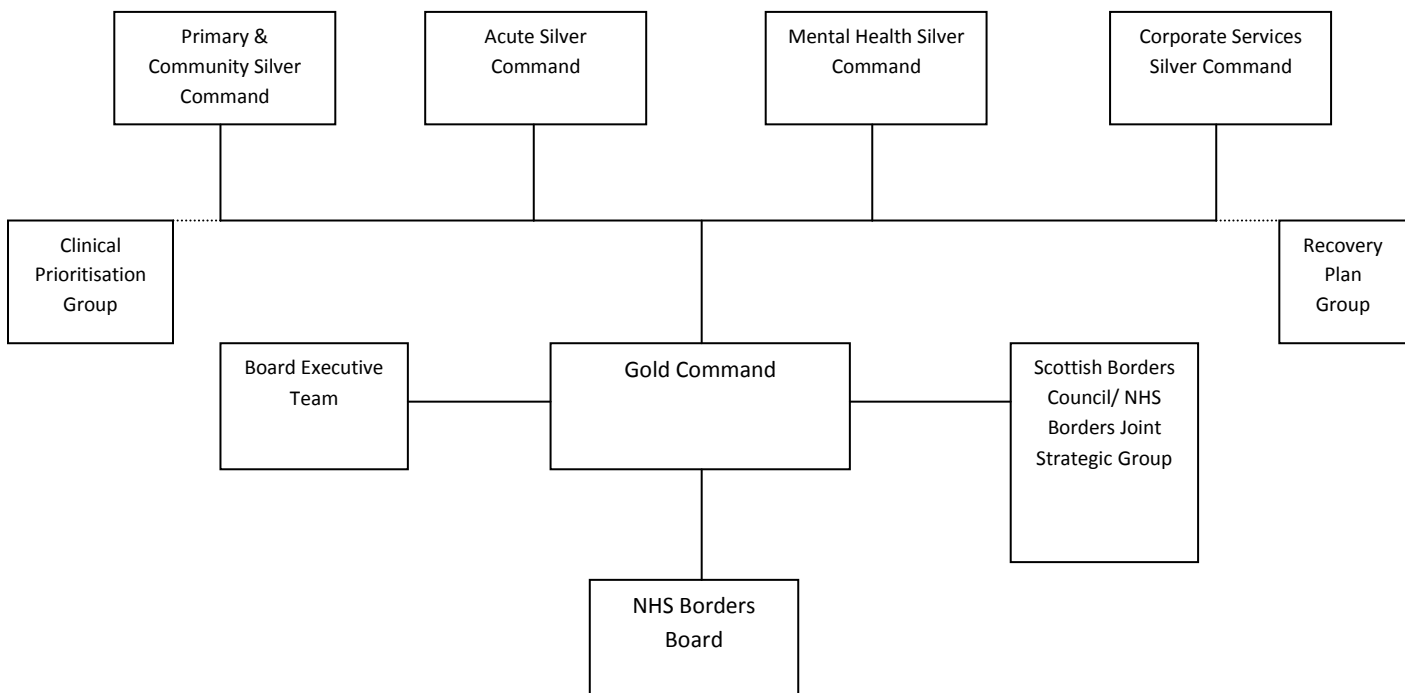 Primary &
Community Silver
Command
Acute Silver
Command
Mental Health Silver
Command
Corporate Services
Silver Command
Clinical
Prioritisation
Group
Recovery
Plan
Group
Board Executive
Team
Gold Command
Scottish Borders
Council/ NHS
Borders Joint
Strategic Group
NHS Borders
Board